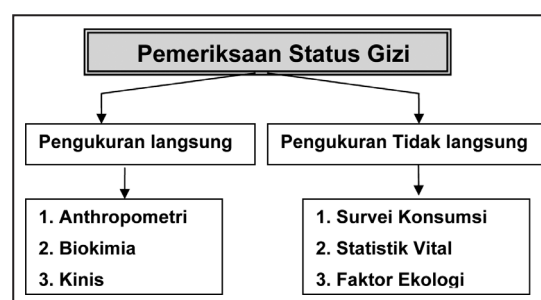 Pemeriksaan Status Gizi
Pengukuran langsung
Pengukuran Tidak langsung
1. Anthropometri
2. Biokimia
3. Kinis
1. Survei Konsumsi
2. Statistik Vital
3. Faktor Ekologi